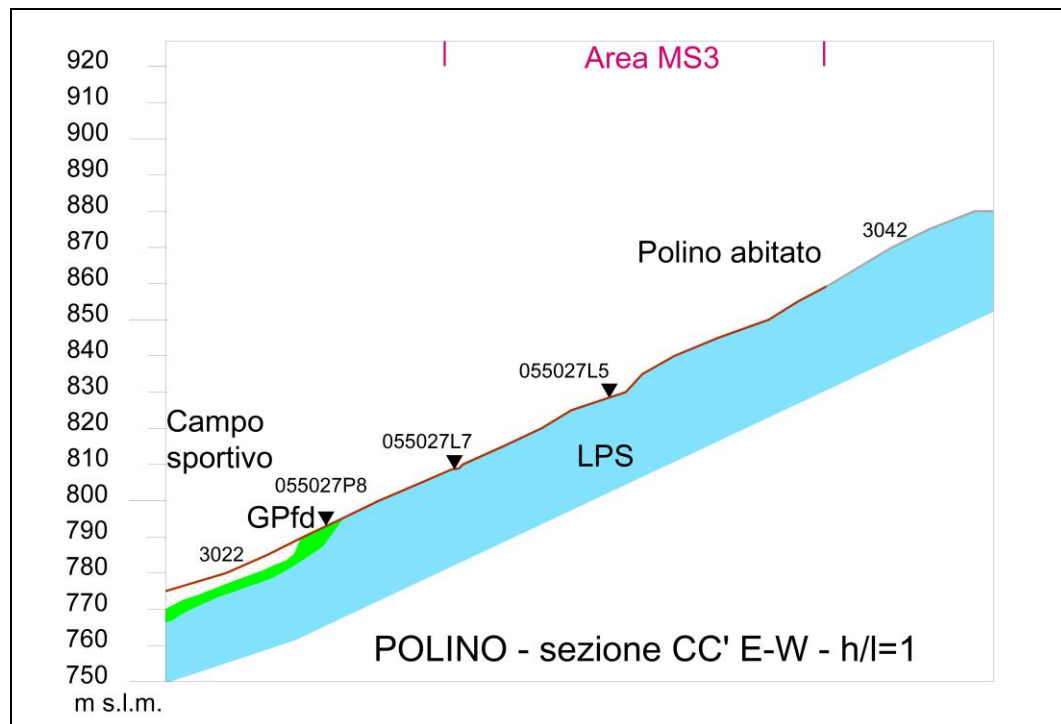 Area MS3
920
910
900
890
880
870
860
850
840
830
820
810
800
790
780
770
760
750
m s.l.m.
3042
Polino abitato
055027L5
Campo
sportivo
055027L7
LPS
055027P8
GPfd
3022
POLINO - sezione CC' E-W - h/l=1